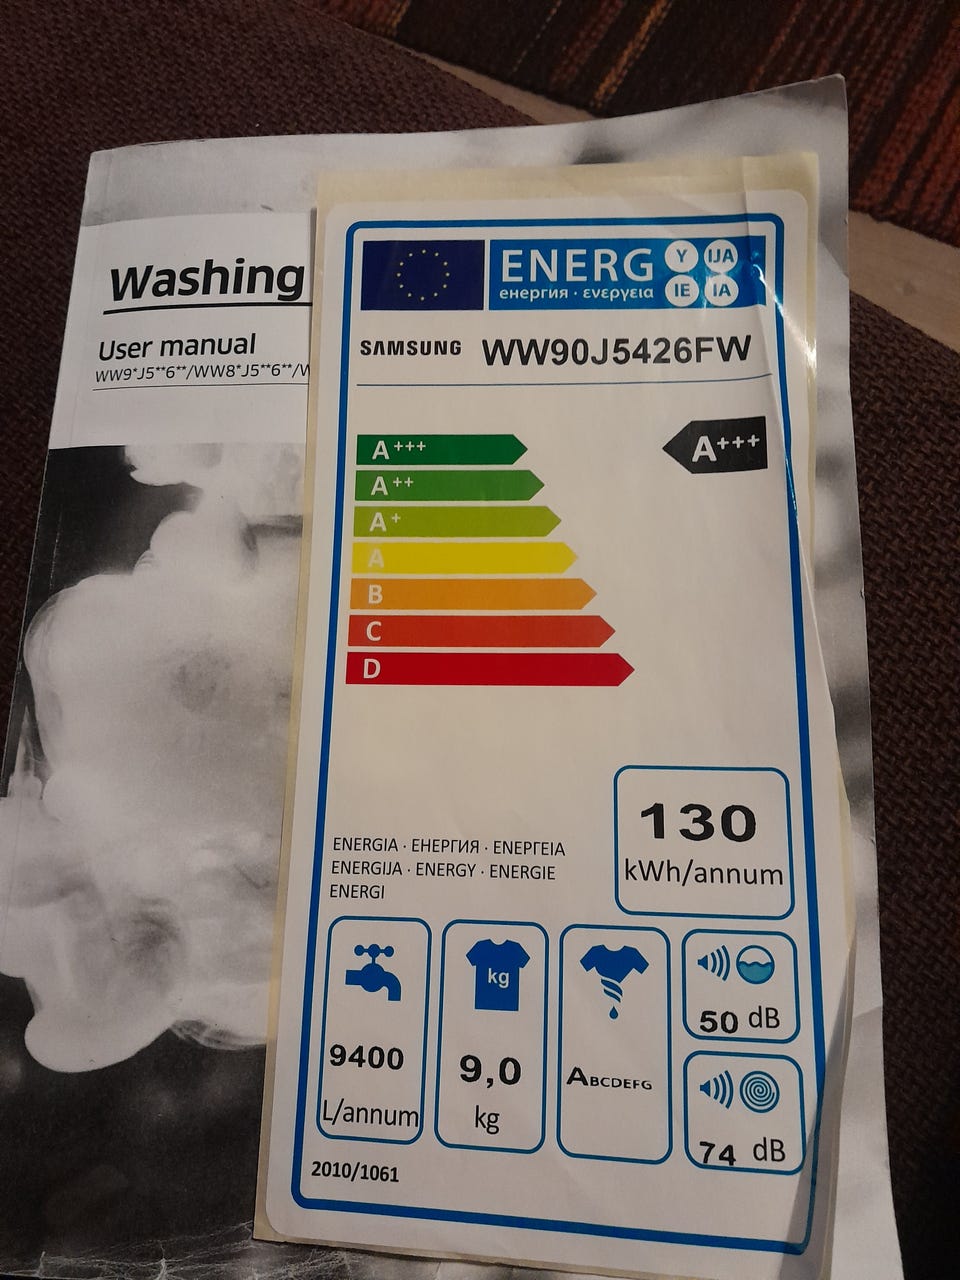 Washing
User manual
WW9*J5**6**/WW8*J5**6**/W
ENERG
енергия · ενεργεια
Y IJA
IE IA
SAMSUNG WW90J5426FW
A+++
A+++
A++
A+
A
B
C
D
130
kWh/annum
ENERGIA · ЕНЕРГИЯ · ΕΝΕΡΓΕΙΑ
ENERGIJA · ENERGY · ENERGIE
ENERGI
9400
L/annum
kg
9,0
kg
ABCDEFG
50 dB
74 dB
2010/1061